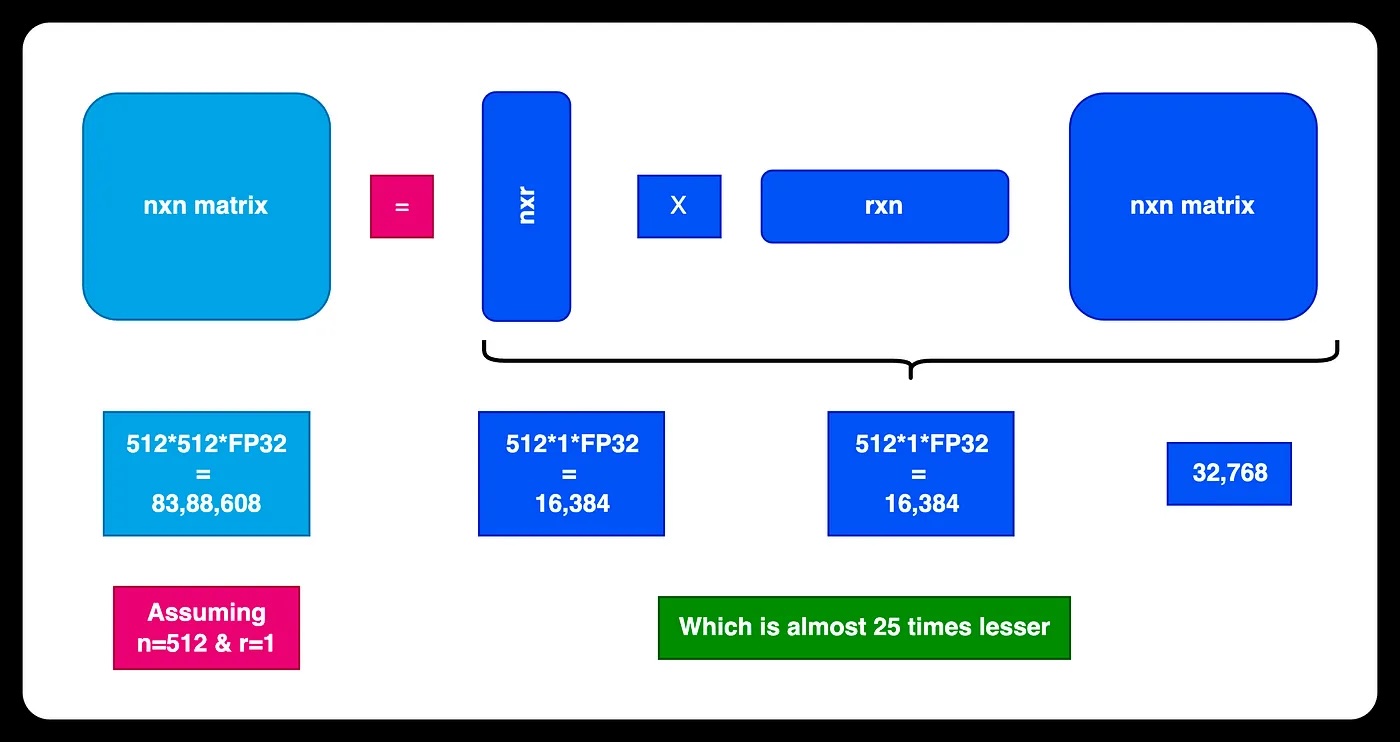 nxn matrix
=
nxr
X
rxn
nxn matrix
512*512*FP32
=
83,88,608
512*1*FP32
=
16,384
512*1*FP32
=
16,384
32,768
Assuming
n=512 & r=1
Which is almost 25 times lesser